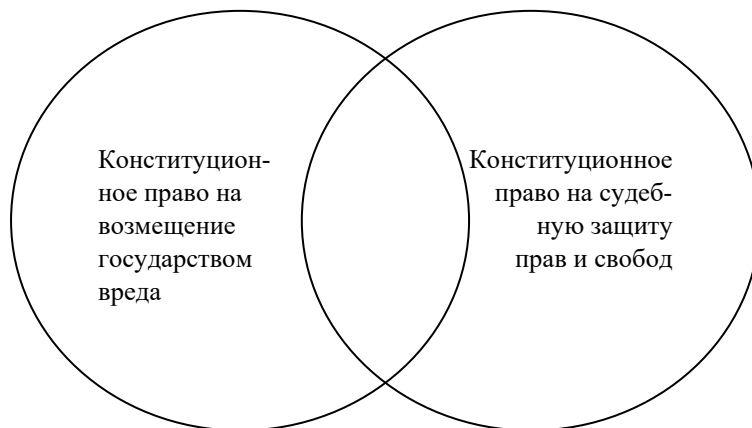 Конституцион-
ное право на
возмещение
государством
вреда
Конституционное
право на судеб-
ную защиту
прав и свобод